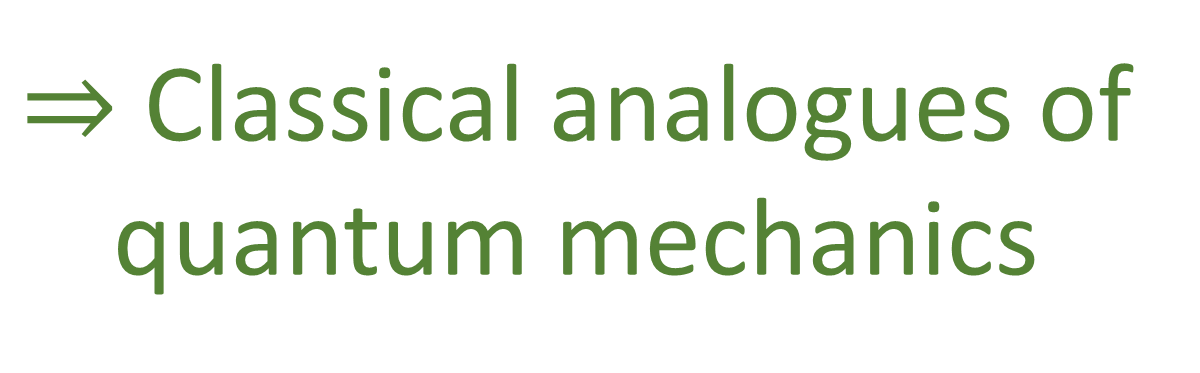 ⇒ Classical analogues of
quantum mechanics